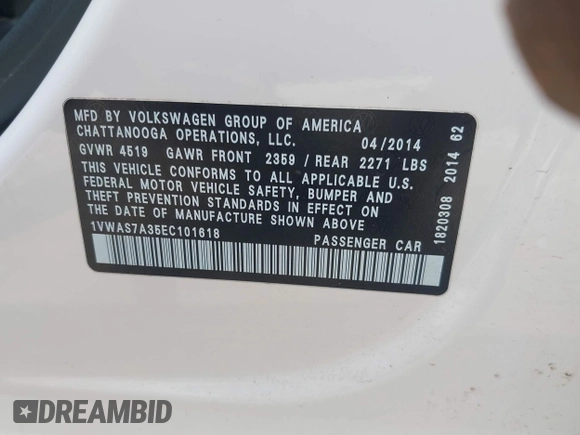 MFD BY VOLKSWAGEN GROUP OF AMERICA
CHATTANOOGA OPERATIONS, LLC. 04/2014
GVWR 4519 GAWR FRONT 2359 / REAR 2271 LBS
THIS VEHICLE CONFORMS TO ALL APPLICABLE U.S.
FEDERAL MOTOR VEHICLE SAFETY, BUMPER AND
THEFT PREVENTION STANDARDS IN EFFECT ON
THE DATE OF MANUFACTURE SHOWN ABOVE
1VWAS7A35EC101618 PASSENGER CAR
1820308 2014 62
DREAMBID